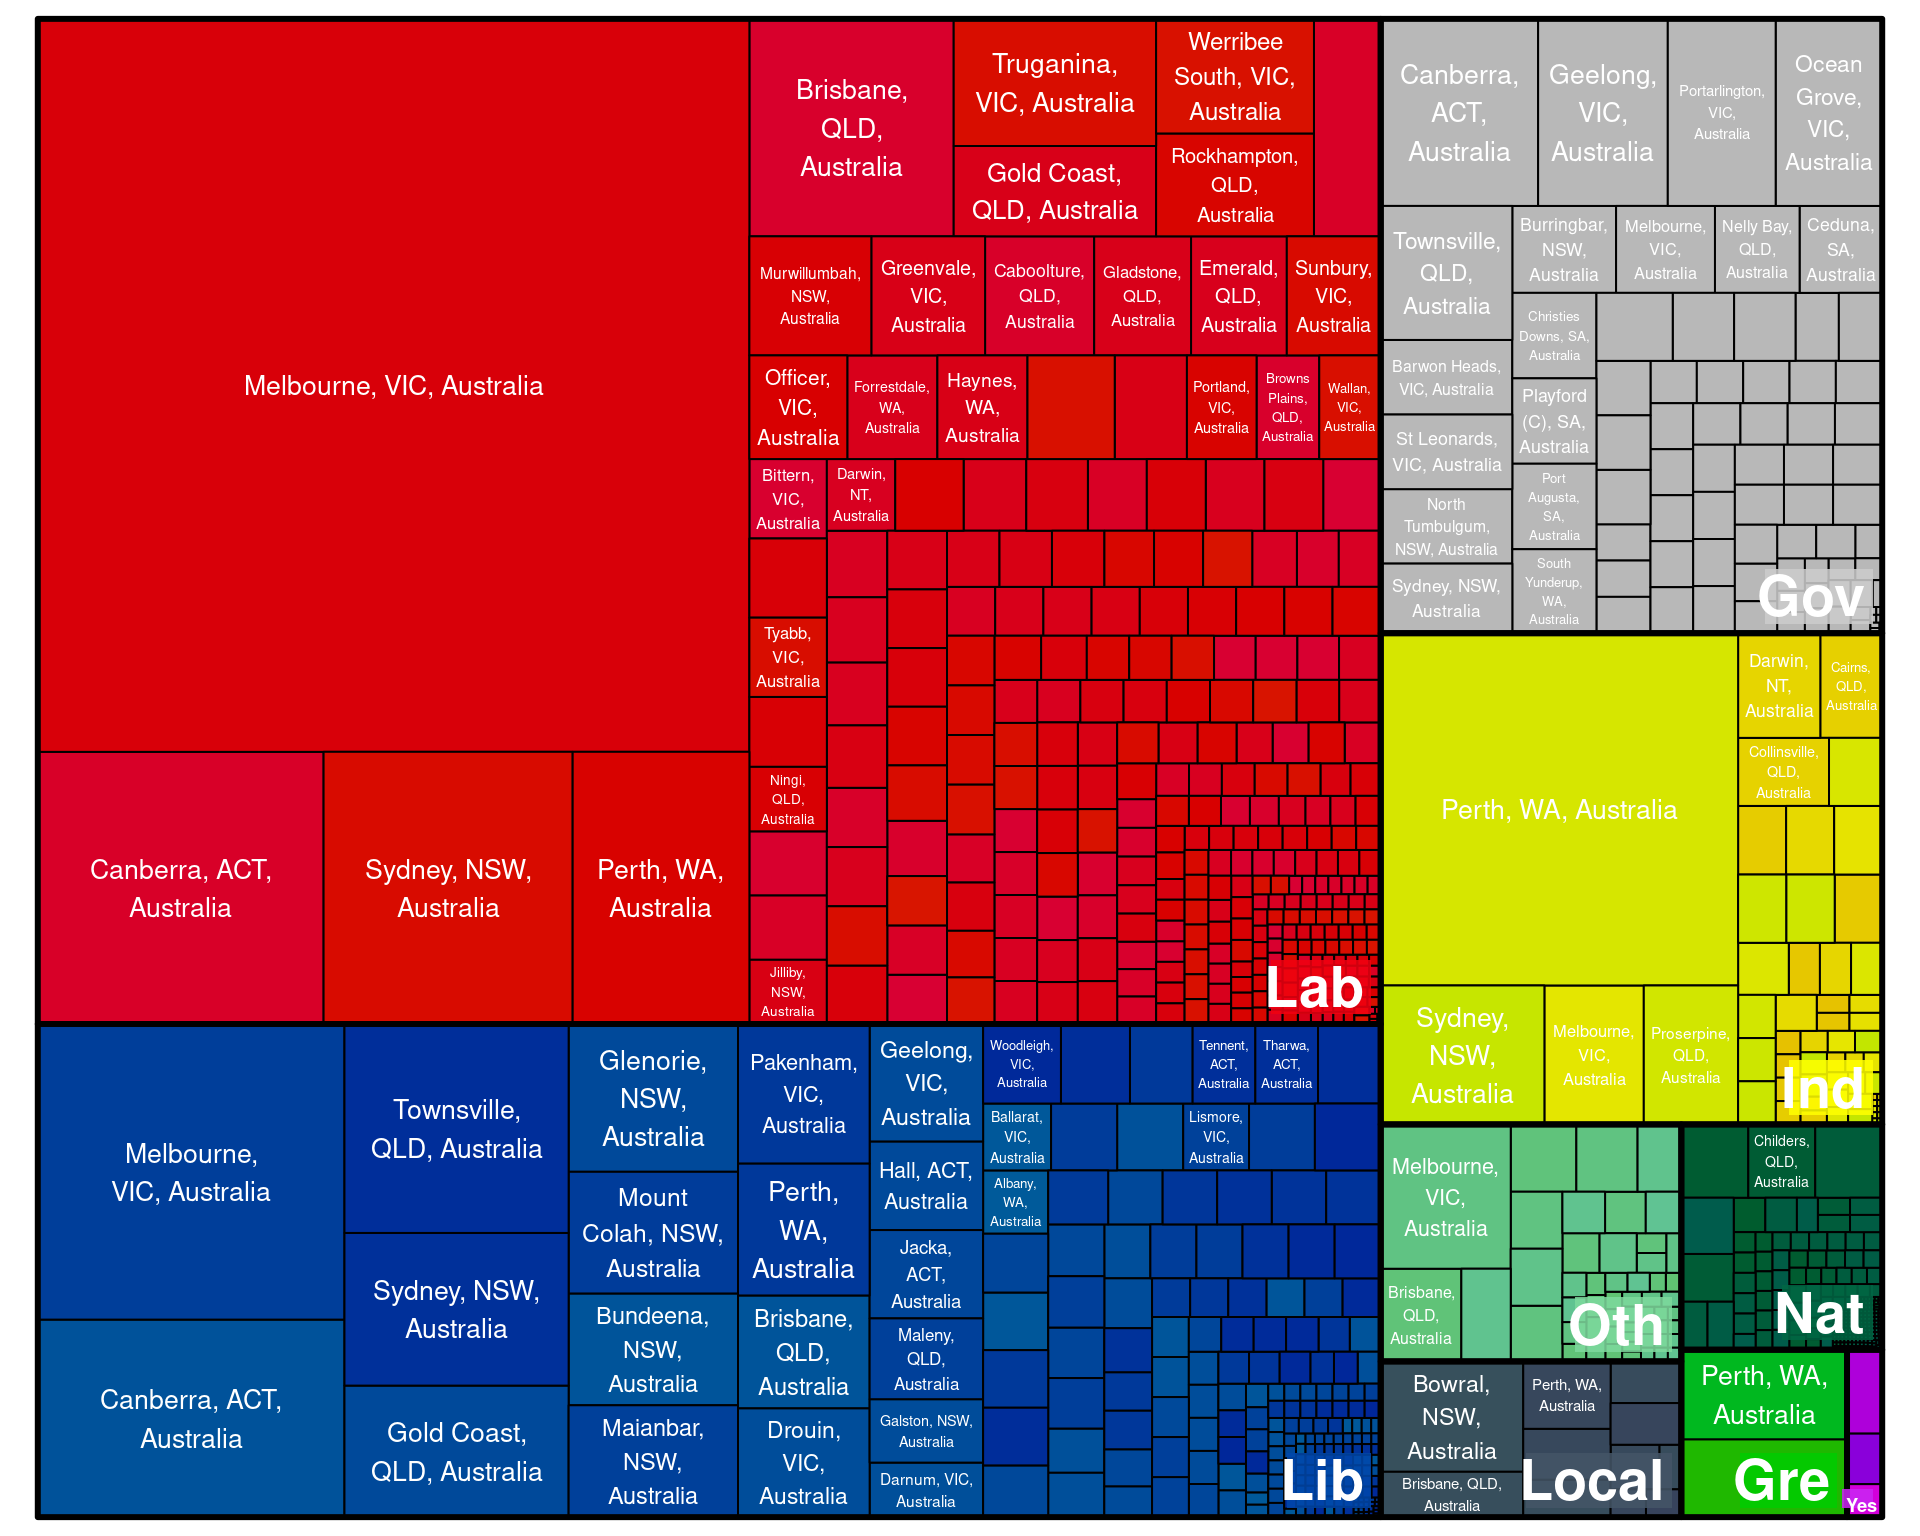 Melbourne, VIC, Australia
Canberra, ACT,
Australia
Sydney, NSW,
Australia
Perth, WA,
Australia
Brisbane,
QLD,
Australia
Truganina,
VIC, Australia
Gold Coast,
QLD, Australia
Werribee
South, VIC,
Australia
Rockhampton,
QLD,
Australia
Murwillumbah,
NSW,
Australia
Greenvale,
VIC,
Australia
Caboolture,
QLD,
Australia
Gladstone,
QLD,
Australia
Emerald,
QLD,
Australia
Sunbury,
VIC,
Australia
Officer,
VIC,
Australia
Forrestdale,
WA,
Australia
Haynes,
WA,
Australia
Portland,
VIC,
Australia
Browns
Plains,
QLD,
Australia
Wallan,
VIC,
Australia
Bittern,
VIC,
Australia
Darwin,
NT,
Australia
Tyabb,
VIC,
Australia
Ningi,
QLD,
Australia
Jilliby,
NSW,
Australia
Lab
Canberra,
ACT,
Australia
Geelong,
VIC,
Australia
Portarlington,
VIC,
Australia
Ocean
Grove,
VIC,
Australia
Townsville,
QLD,
Australia
Burringbar,
NSW,
Australia
Melbourne,
VIC,
Australia
Nelly Bay,
QLD,
Australia
Ceduna,
SA,
Australia
Christies
Downs, SA,
Australia
Barwon Heads,
VIC, Australia
Playford
(C), SA,
Australia
St Leonards,
VIC, Australia
Port
Augusta,
SA,
Australia
North
Tumbulgum,
NSW, Australia
South
Yunderup,
WA,
Australia
Sydney, NSW,
Australia
Gov
Perth, WA, Australia
Darwin,
NT,
Australia
Cairns,
QLD,
Australia
Collinsville,
QLD,
Australia
Sydney,
NSW,
Australia
Melbourne,
VIC,
Australia
Proserpine,
QLD,
Australia
Ind
Melbourne,
VIC, Australia
Canberra, ACT,
Australia
Townsville,
QLD, Australia
Sydney, NSW,
Australia
Gold Coast,
QLD, Australia
Glenorie,
NSW,
Australia
Mount
Colah, NSW,
Australia
Bundeena,
NSW,
Australia
Maianbar,
NSW,
Australia
Pakenham,
VIC,
Australia
Perth,
WA,
Australia
Brisbane,
QLD,
Australia
Drouin,
VIC,
Australia
Geelong,
VIC,
Australia
Hall, ACT,
Australia
Jacka,
ACT,
Australia
Maleny,
QLD,
Australia
Galston, NSW,
Australia
Darnum, VIC,
Australia
Woodleigh,
VIC,
Australia
Tennent,
ACT,
Australia
Tharwa,
ACT,
Australia
Ballarat,
VIC,
Australia
Lismore,
VIC,
Australia
Albany,
WA,
Australia
Lib
Melbourne,
VIC,
Australia
Brisbane,
QLD,
Australia
Oth
Childers,
QLD,
Australia
Nat
Bowral,
NSW,
Australia
Perth, WA,
Australia
Brisbane, QLD,
Australia
Local
Perth, WA,
Australia
Gre
Yes